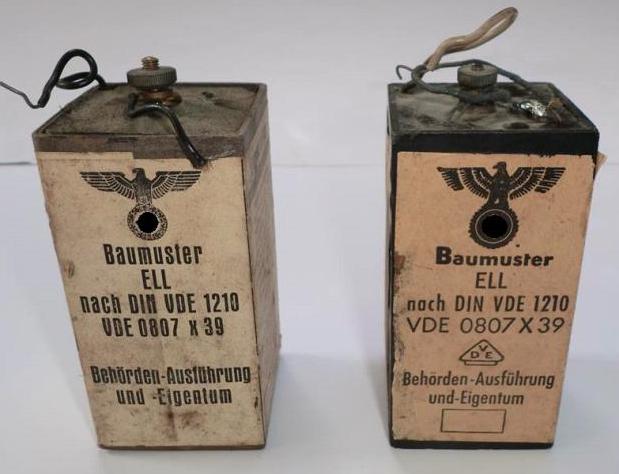 Baumuster
ELL
nach DIN VDE 1210
VDE 0807 X 39
Behörden-Ausführung
und -Eigentum
Baumuster
ELL
nach DIN VDE 1210
VDE 0807 X 39
VDE
Behörden-Ausführung
und-Eigentum